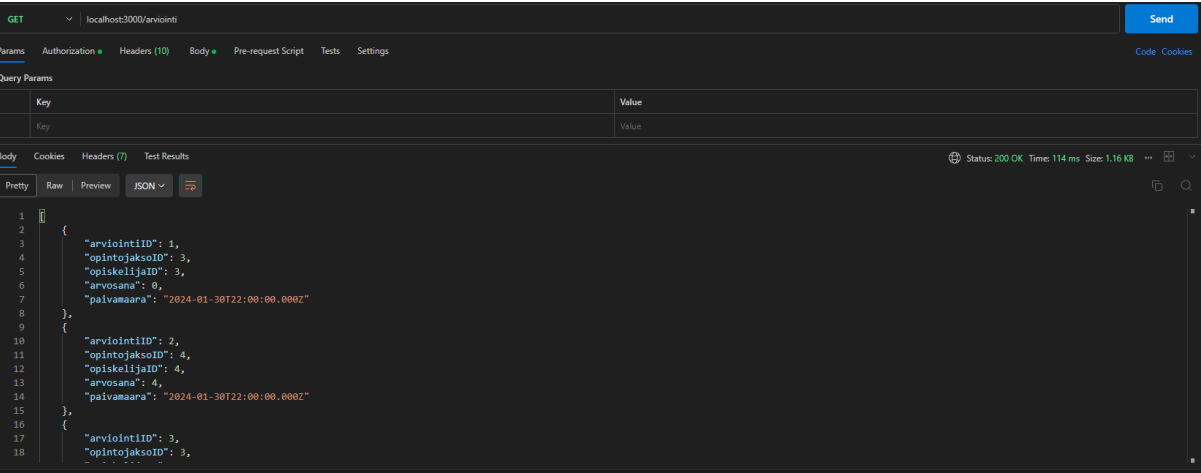 GET localhost:3000/arviointi Send
Params Authorization Headers (10) Body Pre-request Script Tests Settings Code Cookies
Query Params
Key Value
Key Value
Body Cookies Headers (7) Test Results Status: 200 OK Time: 114 ms Size: 1.16 KB
Pretty Raw Preview JSON
1 [
2 {
3 "arviointiID": 1,
4 "opintojaksoID": 3,
5 "opiskelijaID": 3,
6 "arvosana": 0,
7 "paivamaara": "2024-01-30T22:00:00.000Z"
8 },
9 {
10 "arviointiID": 2,
11 "opintojaksoID": 4,
12 "opiskelijaID": 4,
13 "arvosana": 4,
14 "paivamaara": "2024-01-30T22:00:00.000Z"
15 },
16 {
17 "arviointiID": 3,
18 "opintojaksoID": 3,